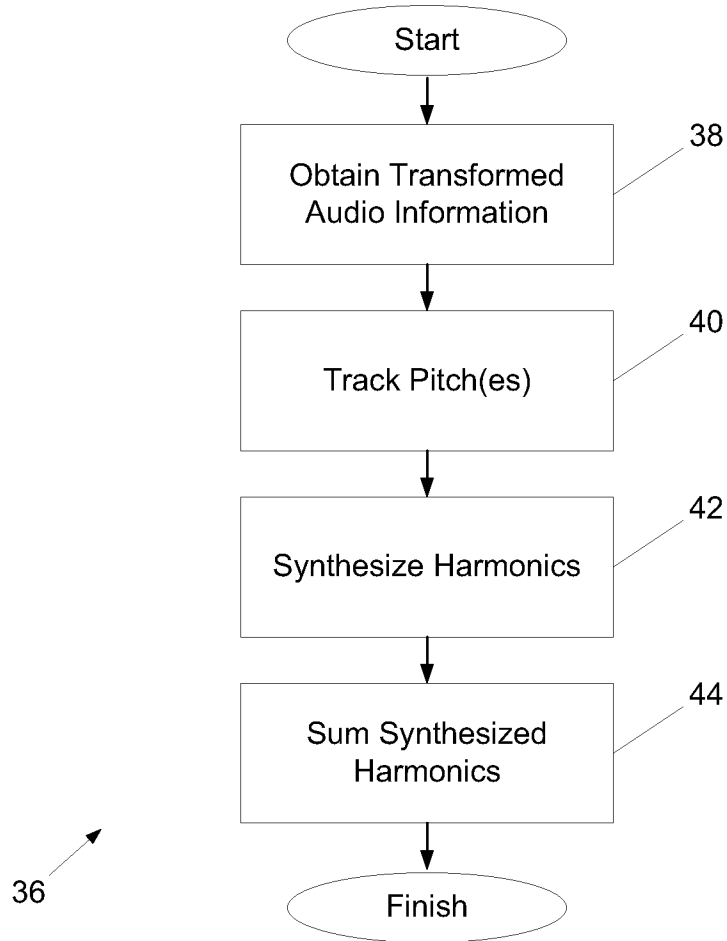 Start
38
Obtain Transformed
Audio Information
40
Track Pitch(es)
42
Synthesize Harmonics
44
Sum Synthesized
Harmonics
36
Finish